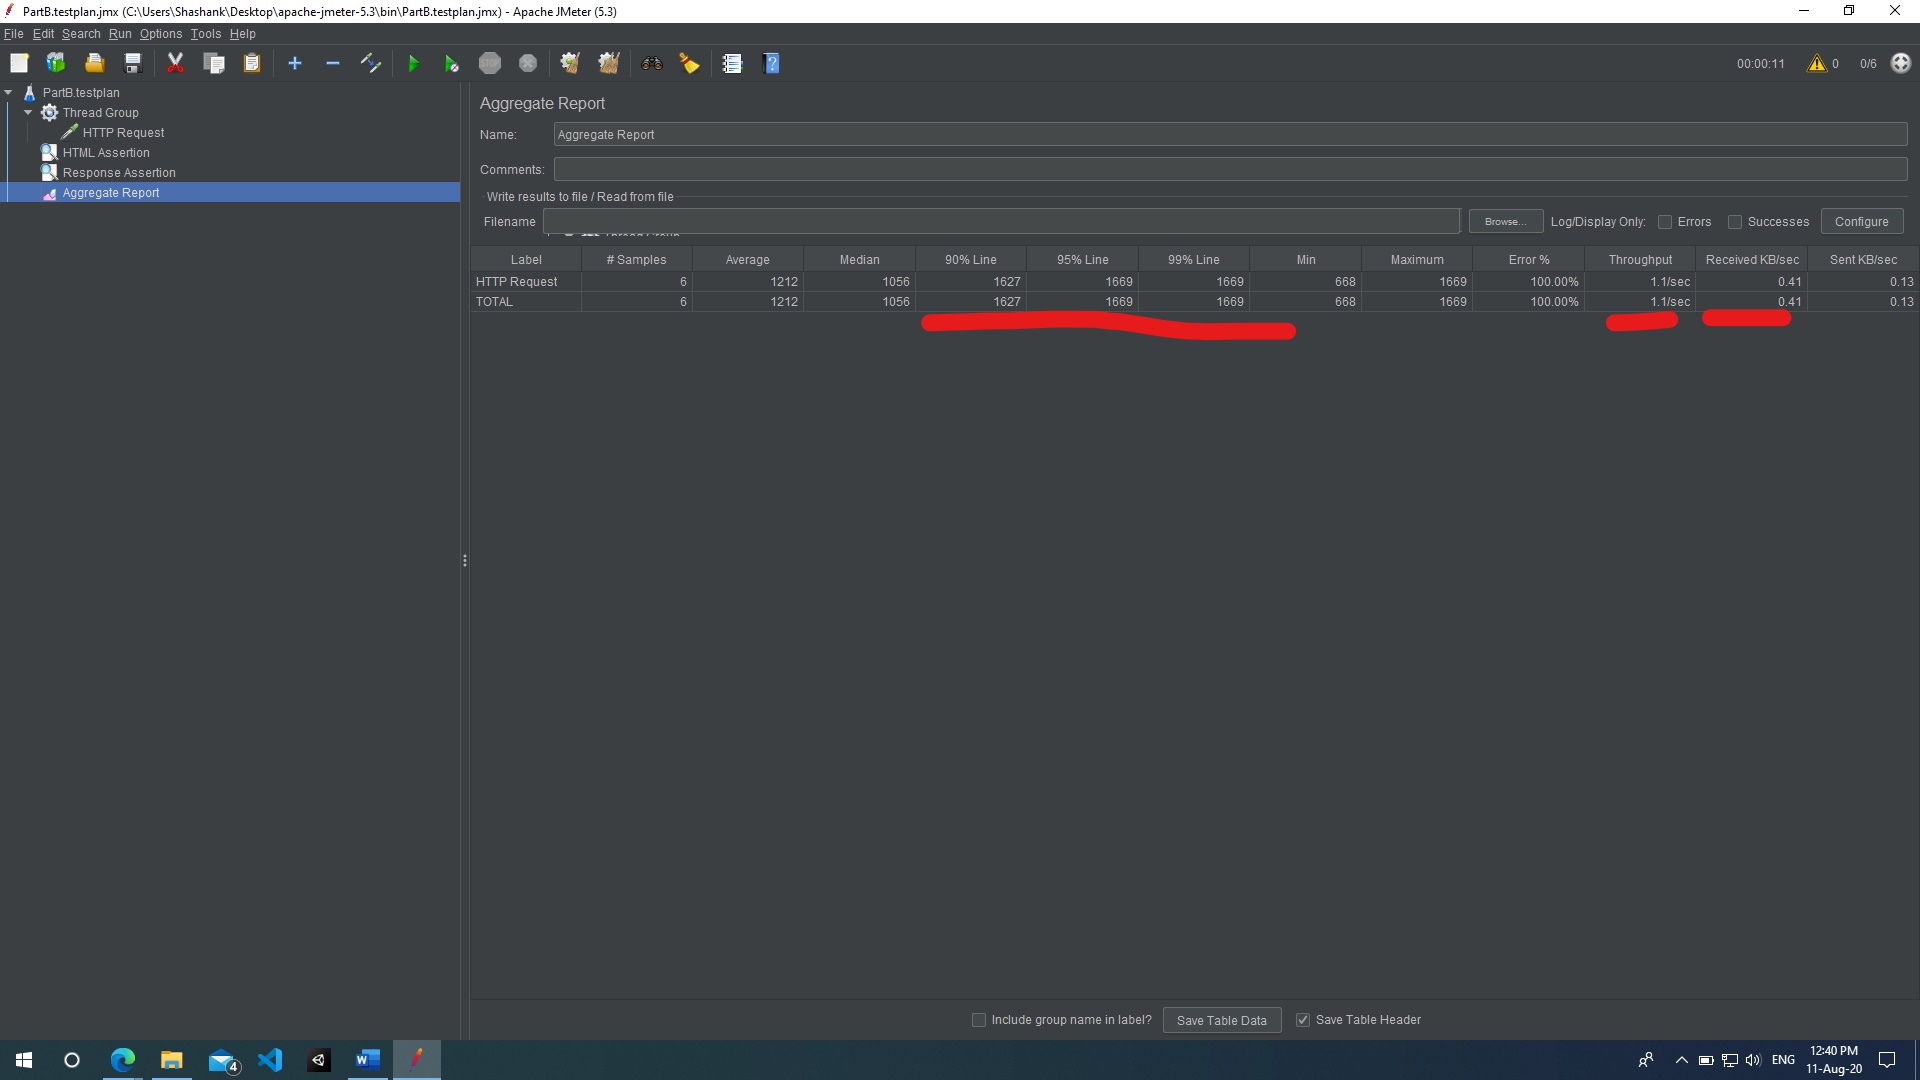 PartB.testplan.jmx (C:\Users\Shashank\Desktop\apache-jmeter-5.3\bin\PartB.testplan.jmx) - Apache JMeter (5.3)
File Edit Search Run Options Tools Help
00:00:11 0 0/6
PartB.testplan
Thread Group
HTTP Request
HTML Assertion
Response Assertion
Aggregate Report
Aggregate Report
Name: Aggregate Report
Comments:
Write results to file / Read from file
Filename Browse... Log/Display Only: Errors Successes Configure
Label # Samples Average Median 90% Line 95% Line 99% Line Min Maximum Error % Throughput Received KB/sec Sent KB/sec
HTTP Request 6 1212 1056 1627 1669 1669 668 1669 100.00% 1.1/sec 0.41 0.13
TOTAL 6 1212 1056 1627 1669 1669 668 1669 100.00% 1.1/sec 0.41 0.13
Include group name in label? Save Table Data Save Table Header
4
ENG
12:40 PM
11-Aug-20